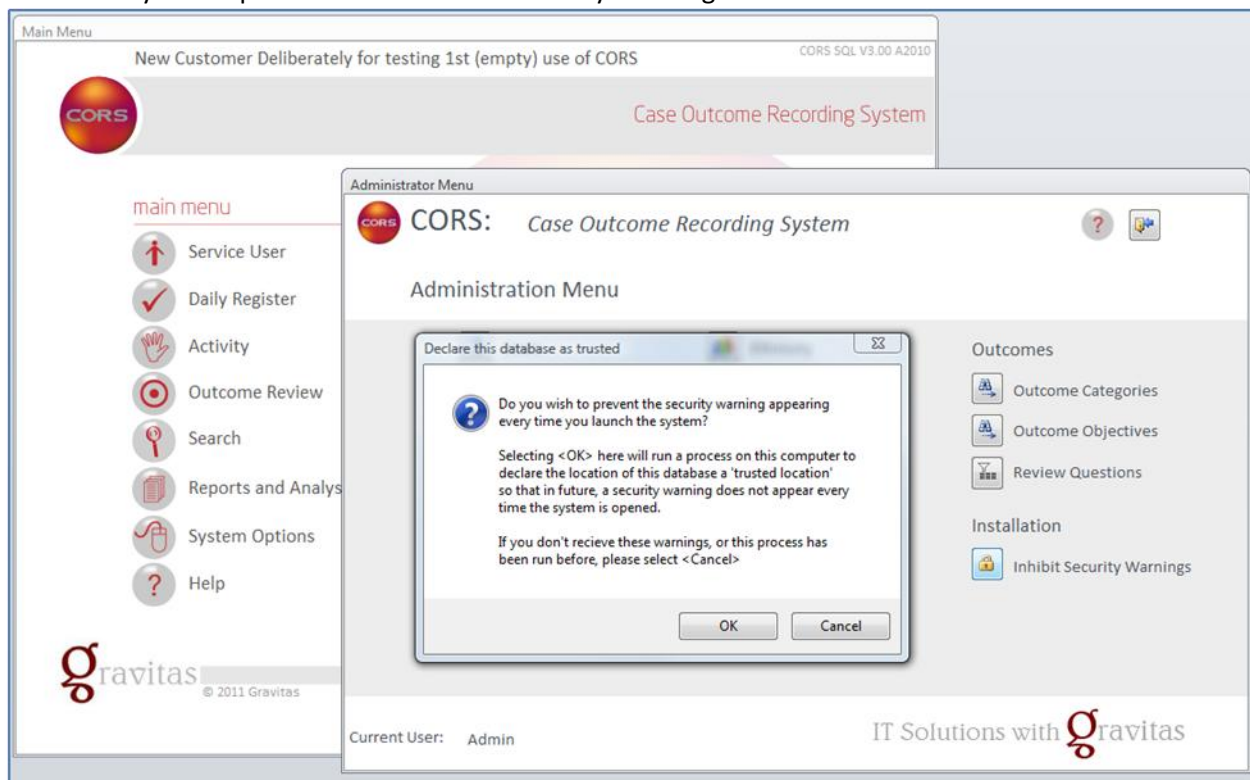 Main Menu
New Customer Deliberately for testing 1st (empty) use of CORS
CORS SQL V3.00 A2010
CORS
Case Outcome Recording System
main menu
Service User
Daily Register
Activity
Outcome Review
Search
Reports and Analys
System Options
Help
gravitas
© 2011 Gravitas
Administrator Menu
CORS
CORS: Case Outcome Recording System
?
Administration Menu
Declare this database as trusted
Do you wish to prevent the security warning appearing
every time you launch the system?
Selecting <OK> here will run a process on this computer to
declare the location of this database a 'trusted location'
so that in future, a security warning does not appear every
time the system is opened.
If you don't recieve these warnings, or this process has
been run before, please select <Cancel>
OK Cancel
Outcomes
Outcome Categories
Outcome Objectives
Review Questions
Installation
Inhibit Security Warnings
Current User: Admin
IT Solutions with gravitas